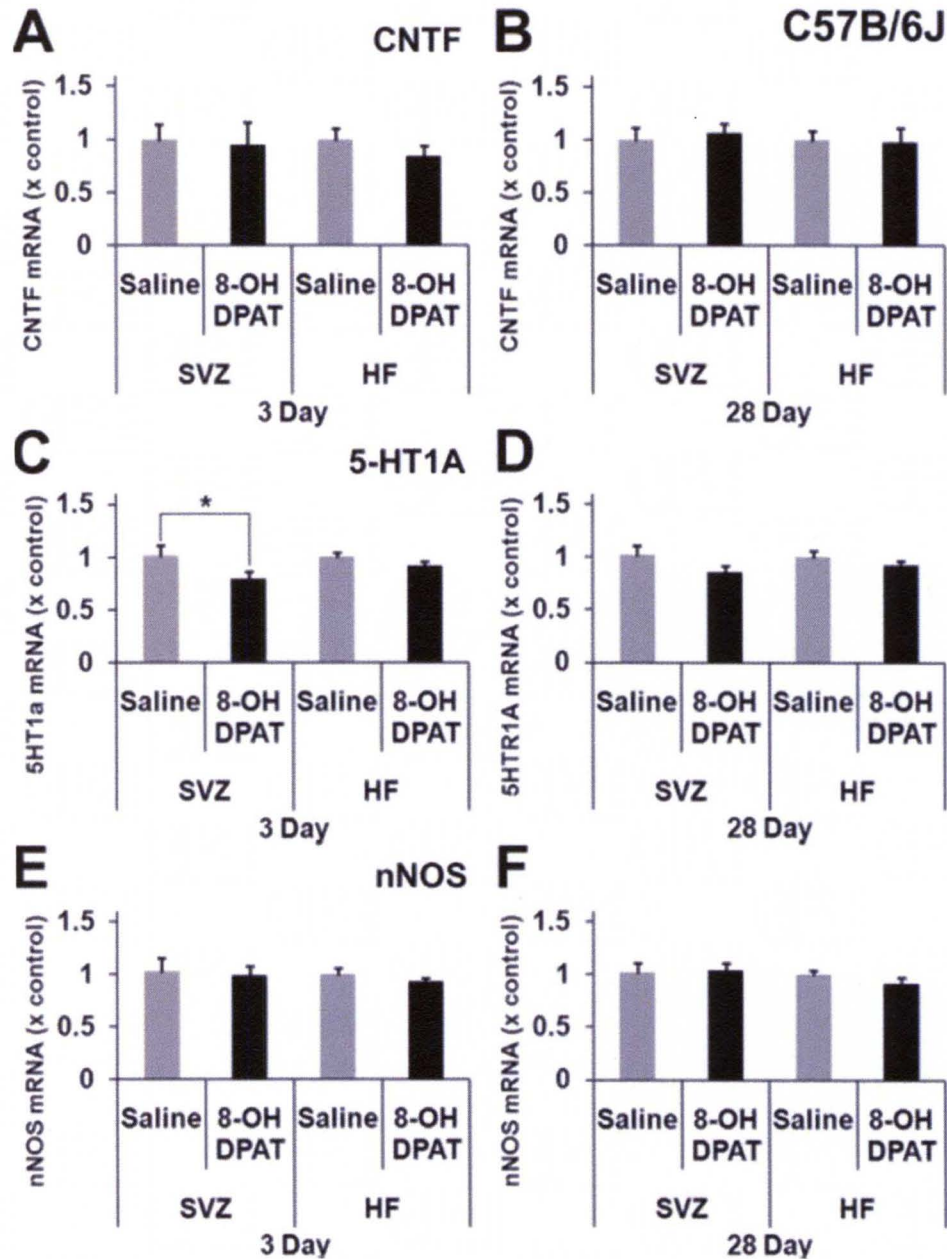 A CNTF
B C57B/6J
CNTF mRNA (x control)
1.5
1
0.5
0
Saline 8-OH DPAT Saline 8-OH DPAT
SVZ HF
3 Day
CNTF mRNA (x control)
1.5
1
0.5
0
Saline 8-OH DPAT Saline 8-OH DPAT
SVZ HF
28 Day
C 5-HT1A
D
5HT1a mRNA (x control)
1.5
1
0.5
0
*
Saline 8-OH DPAT Saline 8-OH DPAT
SVZ HF
3 Day
5HTR1A mRNA (x control)
1.5
1
0.5
0
Saline 8-OH DPAT Saline 8-OH DPAT
SVZ HF
28 Day
E nNOS
F
nNOS mRNA (x control)
1.5
1
0.5
0
Saline 8-OH DPAT Saline 8-OH DPAT
SVZ HF
3 Day
nNOS mRNA (x control)
1.5
1
0.5
0
Saline 8-OH DPAT Saline 8-OH DPAT
SVZ HF
28 Day